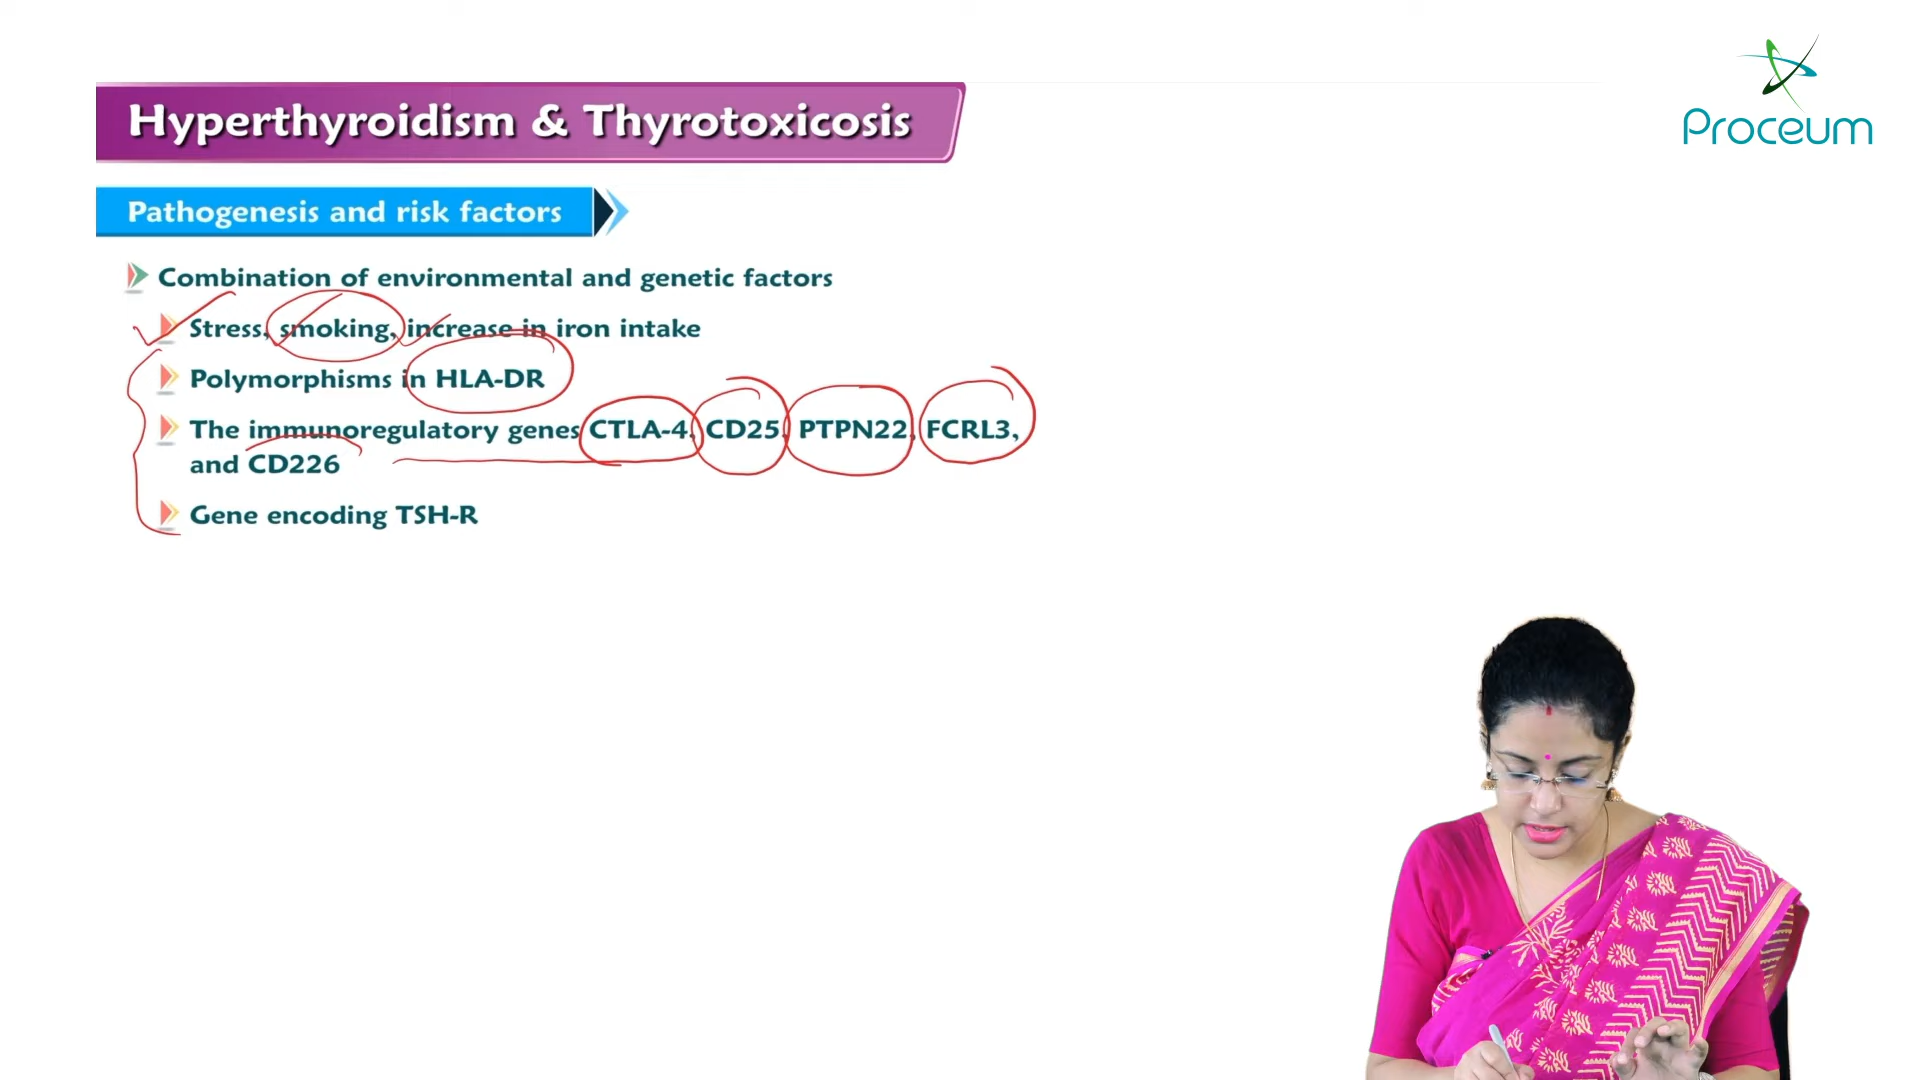 Proceum
Hyperthyroidism & Thyrotoxicosis
Pathogenesis and risk factors
Combination of environmental and genetic factors
Stress, smoking, increase in iron intake
Polymorphisms in HLA-DR
The immunoregulatory genes CTLA-4, CD25, PTPN22, FCRL3,
and CD226
Gene encoding TSH-R